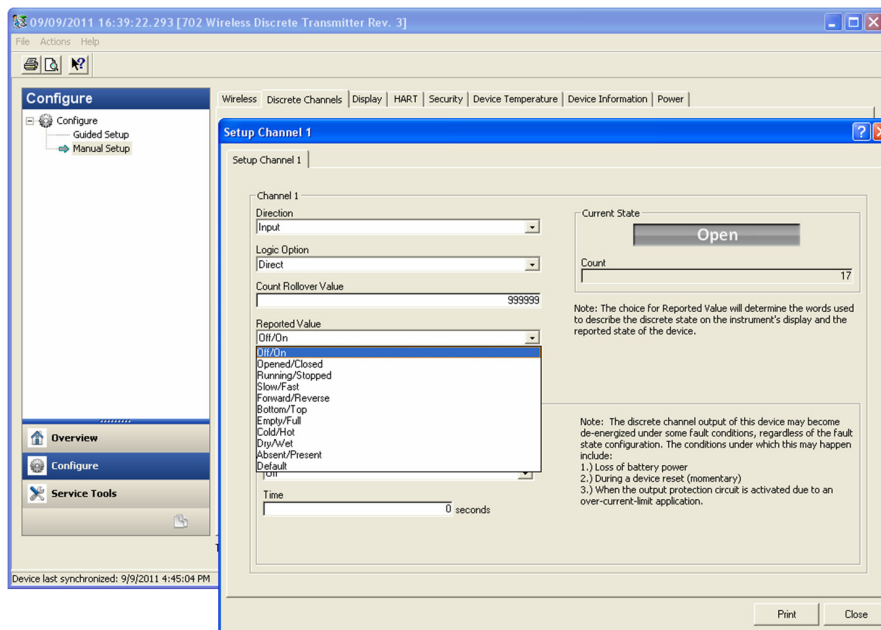 09/09/2011 16:39:22.293 [702 Wireless Discrete Transmitter Rev. 3]
File Actions Help
Configure
Configure
Guided Setup
Manual Setup
Overview
Configure
Service Tools
Device last synchronized: 9/9/2011 4:45:04 PM
Wireless Discrete Channels Display HART Security Device Temperature Device Information Power
Setup Channel 1
Setup Channel 1
Channel 1
Direction
Input
Logic Option
Direct
Count Rollover Value
999999
Reported Value
Off/On
Off/On
Opened/Closed
Running/Stopped
Slow/Fast
Forward/Reverse
Bottom/Top
Empty/Full
Cold/Hot
Dry/Wet
Absent/Present
Default
Off
Time
0 seconds
Current State
Open
Count
17
Note: The choice for Reported Value will determine the words used
to describe the discrete state on the instrument's display and the
reported state of the device.
Note: The discrete channel output of this device may become
de-energized under some fault conditions, regardless of the fault
state configuration. The conditions under which this may happen
include:
1.) Loss of battery power
2.) During a device reset (momentary)
3.) When the output protection circuit is activated due to an
over-current-limit application.
Print Close